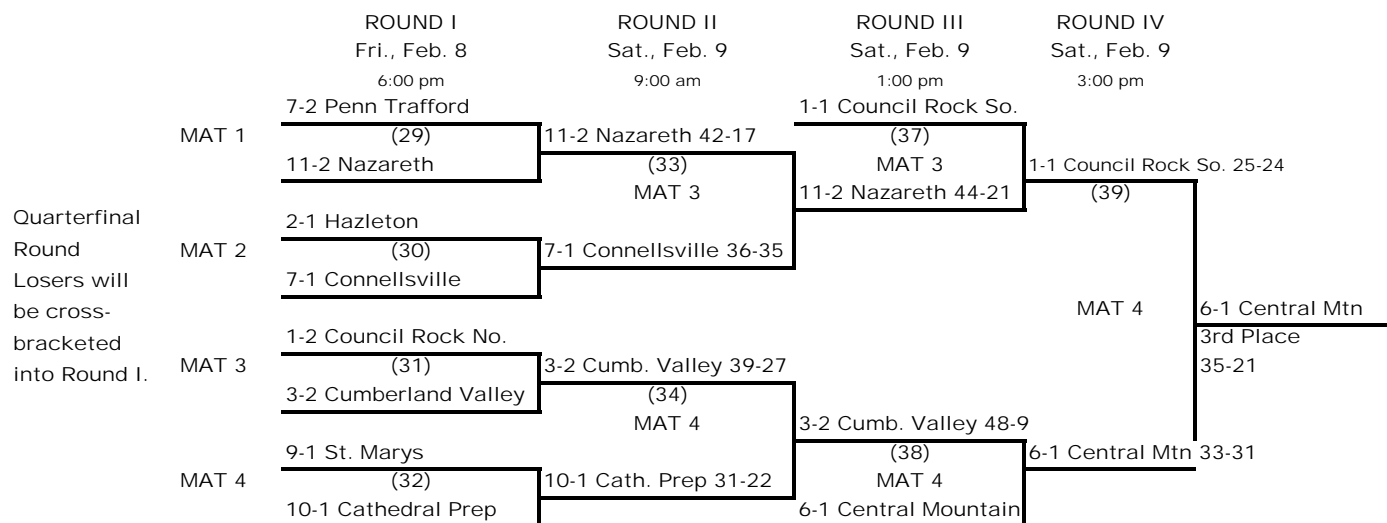 ROUND I ROUND II ROUND III ROUND IV
Fri., Feb. 8 Sat., Feb. 9 Sat., Feb. 9 Sat., Feb. 9
6:00 pm 9:00 am 1:00 pm 3:00 pm
7-2 Penn Trafford 1-1 Council Rock So.
MAT 1 (29) 11-2 Nazareth 42-17 (37)
11-2 Nazareth (33) MAT 3 1-1 Council Rock So. 25-24
MAT 3 11-2 Nazareth 44-21 (39)
Quarterfinal 2-1 Hazleton
Round MAT 2 (30) 7-1 Connellsville 36-35
Losers will 7-1 Connellsville
be cross- MAT 4 6-1 Central Mtn
bracketed 1-2 Council Rock No. 3rd Place
into Round I. MAT 3 (31) 3-2 Cumb. Valley 39-27 35-21
3-2 Cumberland Valley (34)
MAT 4 3-2 Cumb. Valley 48-9
9-1 St. Marys (38) 6-1 Central Mtn 33-31
MAT 4 (32) 10-1 Cath. Prep 31-22 MAT 4
10-1 Cathedral Prep 6-1 Central Mountain